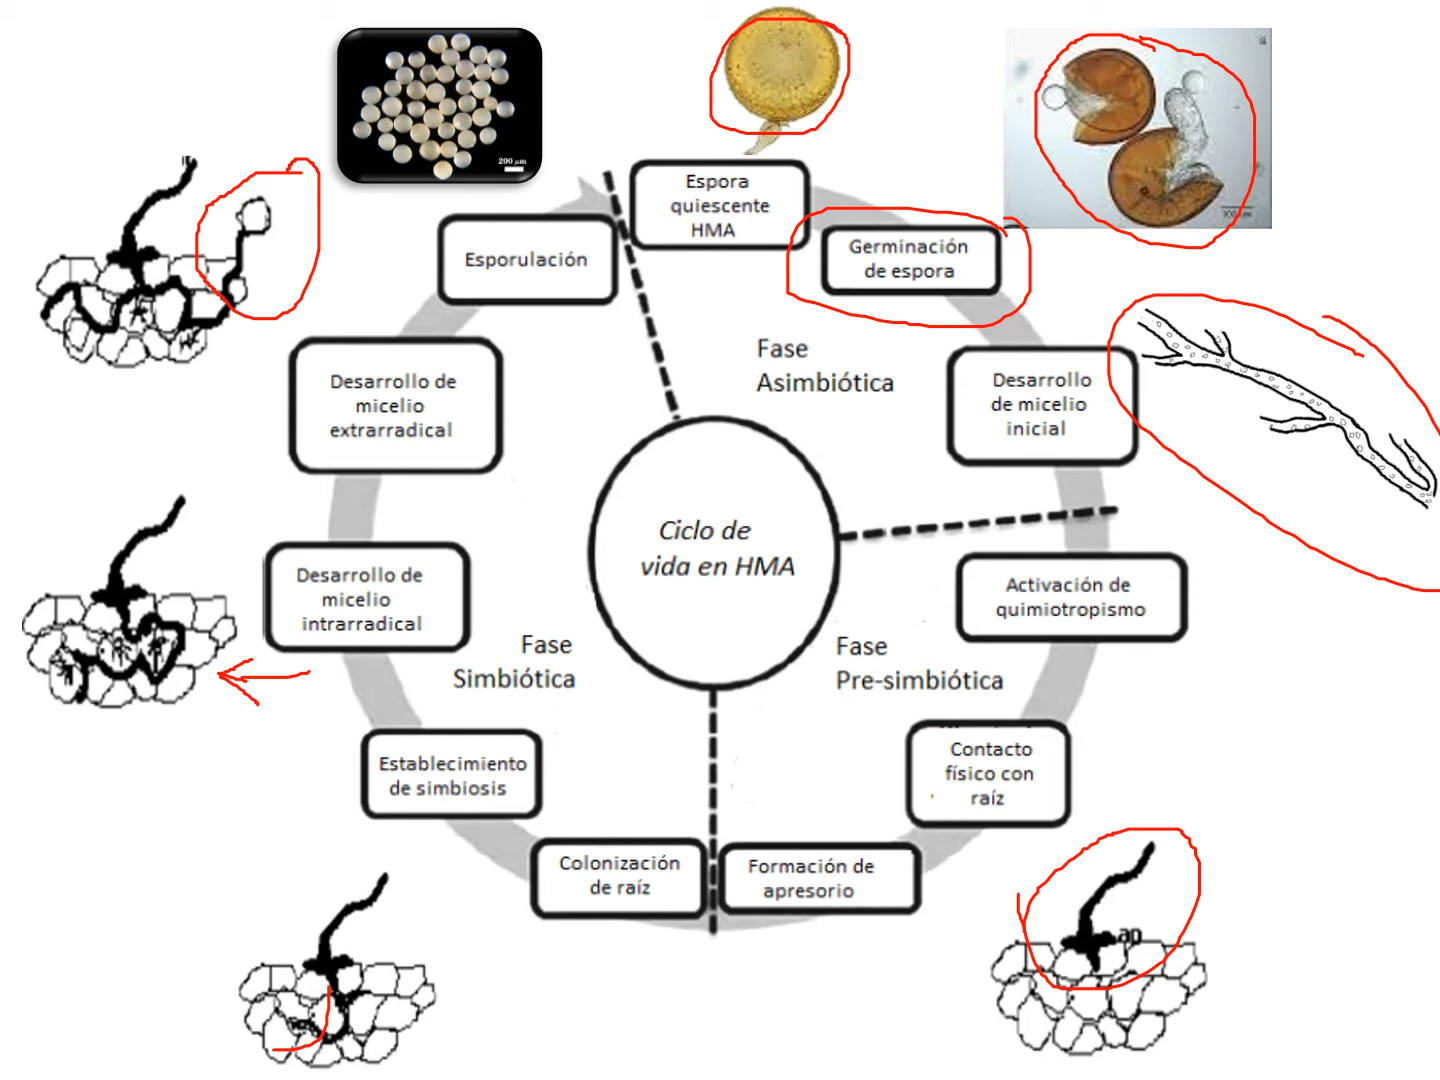 200 µm
Espora
quiescente
HMA
Germinación
de espora
Esporulación
Fase
Asimbiótica
Desarrollo
de micelio
inicial
Desarrollo de
micelio
extrarradical
Ciclo de
vida en HMA
Activación de
quimiotropismo
Desarrollo de
micelio
intrarradical
Fase
Simbiótica
Fase
Pre-simbiótica
Contacto
físico con
raíz
Establecimiento
de simbiosis
Colonización
de raíz
Formación de
apresorio
ap